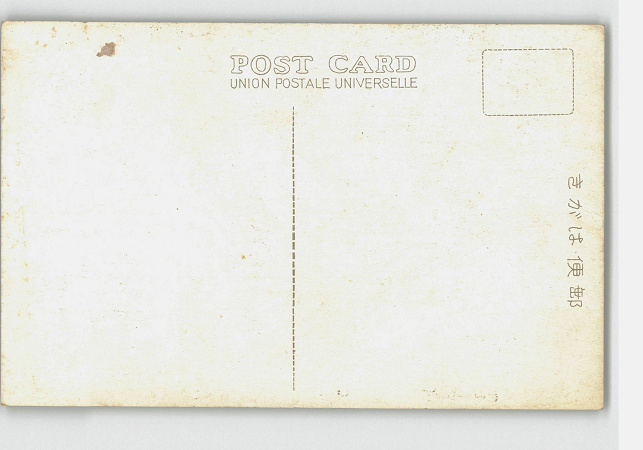 POST CARD
UNION POSTALE UNIVERSELLE
郵便はがき